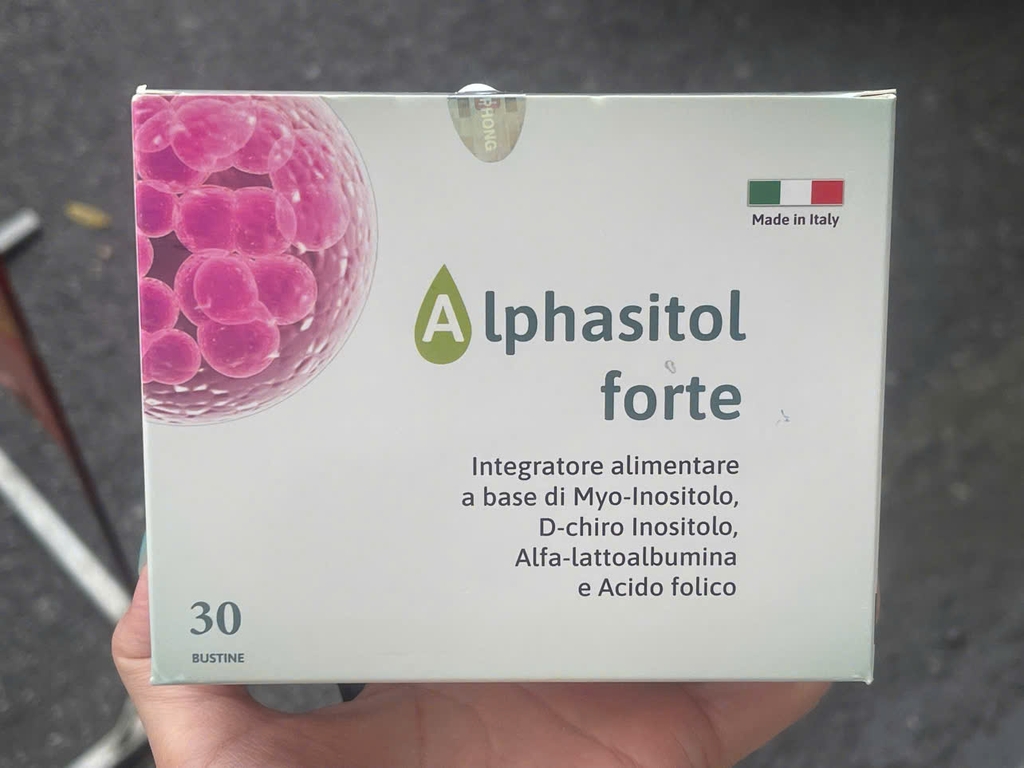 PHONG
Made in Italy
Alphasitol
forte
Integratore alimentare
a base di Myo-Inositolo,
D-chiro Inositolo,
Alfa-lattoalbumina
e Acido folico
30
BUSTINE